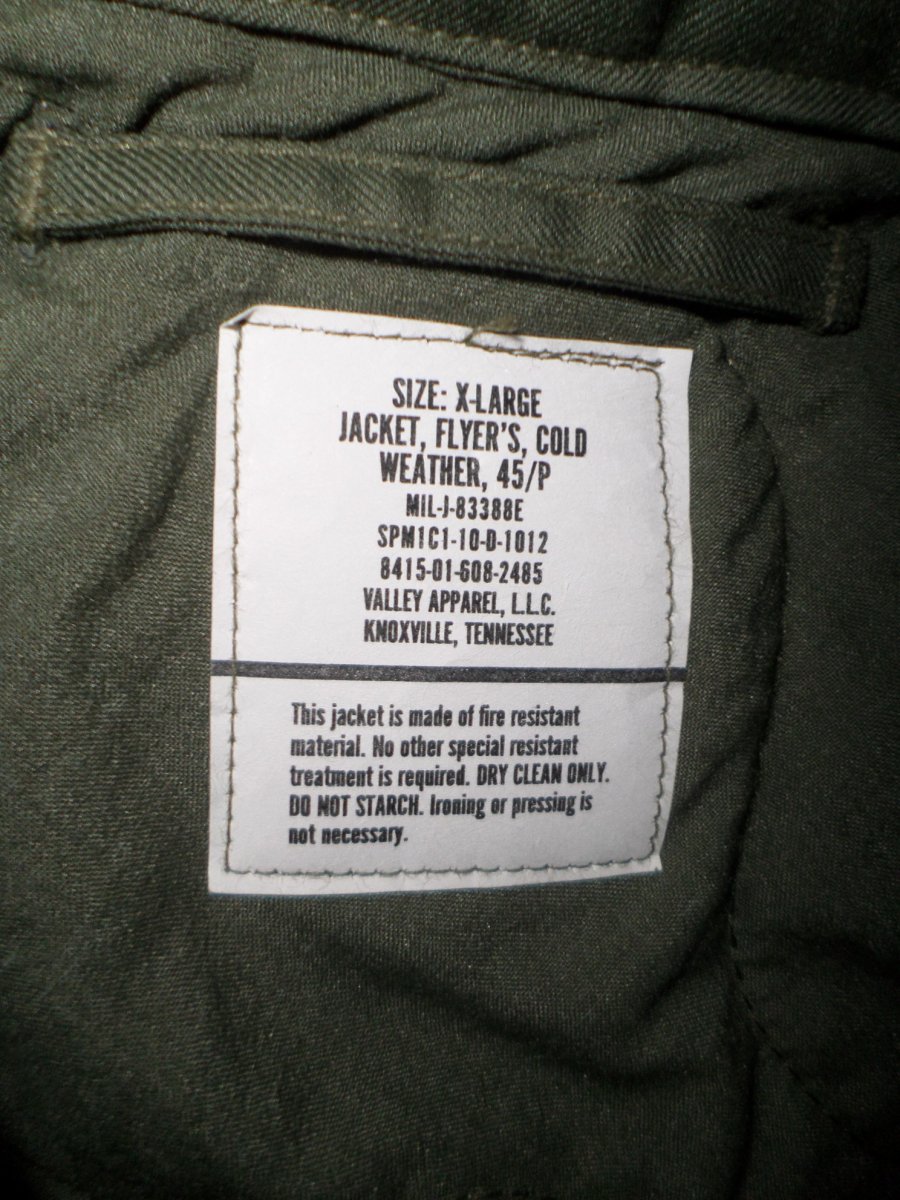 SIZE: X-LARGE
JACKET, FLYER'S, COLD
WEATHER, 45/P
MIL-J-83388E
SPM1C1-10-D-1012
8415-01-608-2485
VALLEY APPAREL, L.L.C.
KNOXVILLE, TENNESSEE
This jacket is made of fire resistant
material. No other special resistant
treatment is required. DRY CLEAN ONLY.
DO NOT STARCH. Ironing or pressing is
not necessary.